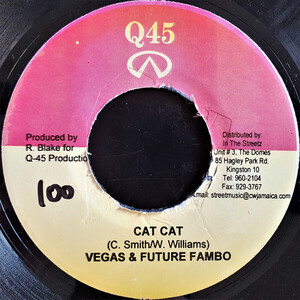 Q45
Produced by
R. Blake for
Q-45 Productio
Distributed by:
In The Streetz
Unit # 3, The Domes
85 Hagley Park Rd.
Kingston 10
Tel: 960-2104
Fax: 929-3767
mail: streetmusic@cwjamaica.com
100
CAT CAT
(C. Smith/W. Williams)
VEGAS & FUTURE FAMBO